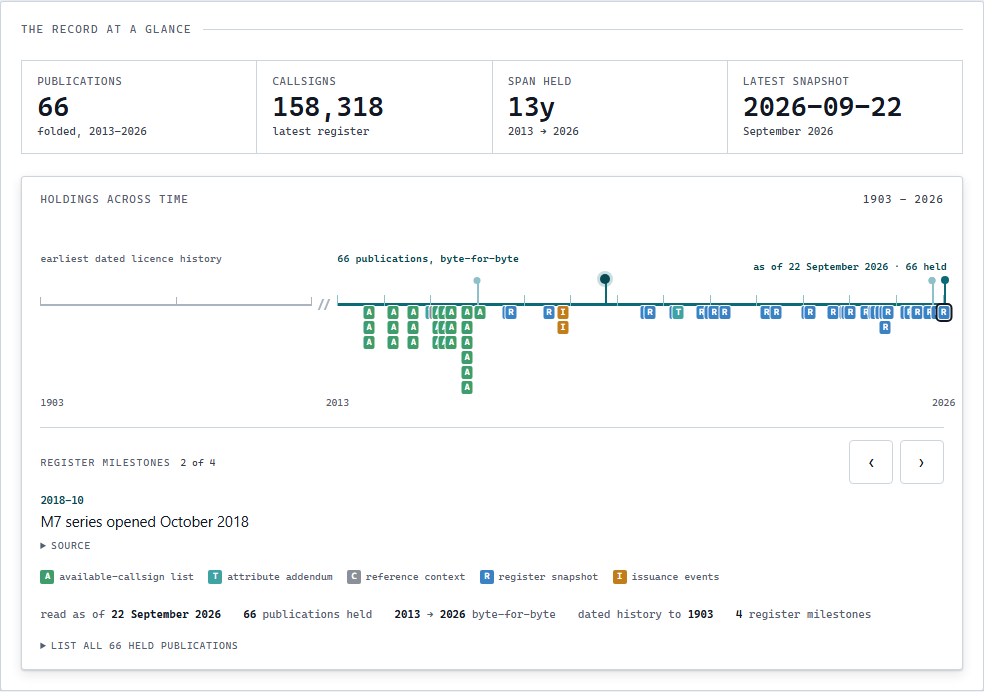 THE RECORD AT A GLANCE
PUBLICATIONS
66
folded, 2013–2026
CALLSIGNS
158,318
latest register
SPAN HELD
13y
2013 → 2026
LATEST SNAPSHOT
2026–09–22
September 2026
HOLDINGS ACROSS TIME
1903 – 2026
earliest dated licence history
66 publications, byte-for-byte
as of 22 September 2026 · 66 held
A A A A A A A A R R I R T R R R R R R R R R R R R R
A A A A A A A I R
A A A A A A A
A
A
A
1903
2013
2026
REGISTER MILESTONES 2 of 4
‹ ›
2018–10
M7 series opened October 2018
▶ SOURCE
A available-callsign list T attribute addendum C reference context R register snapshot I issuance events
read as of 22 September 2026 66 publications held 2013 → 2026 byte-for-byte dated history to 1903 4 register milestones
▶ LIST ALL 66 HELD PUBLICATIONS